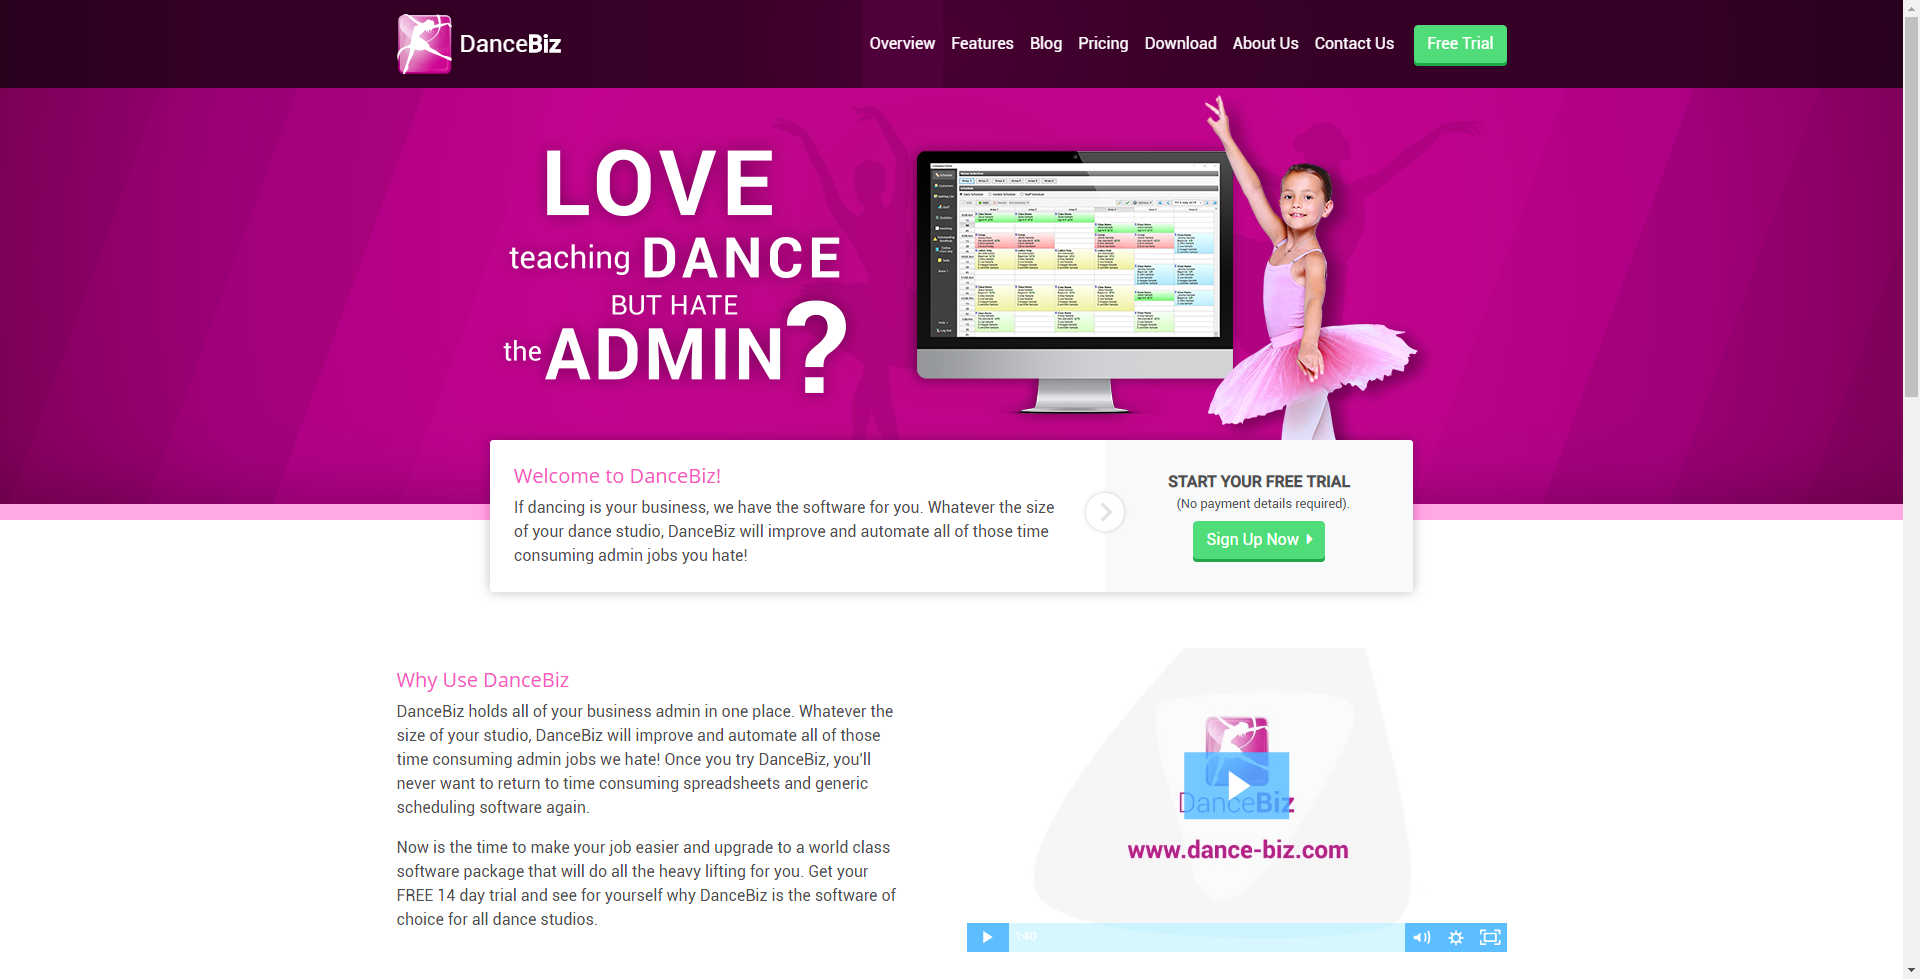 DanceBiz
Overview Features Blog Pricing Download About Us Contact Us Free Trial
LOVE
teaching DANCE
BUT HATE
the ADMIN?
Welcome to DanceBiz!
If dancing is your business, we have the software for you. Whatever the size
of your dance studio, DanceBiz will improve and automate all of those time
consuming admin jobs you hate!
START YOUR FREE TRIAL
(No payment details required).
Sign Up Now
Why Use DanceBiz
DanceBiz holds all of your business admin in one place. Whatever the
size of your studio, DanceBiz will improve and automate all of those
time consuming admin jobs we hate! Once you try DanceBiz, you'll
never want to return to time consuming spreadsheets and generic
scheduling software again.
Now is the time to make your job easier and upgrade to a world class
software package that will do all the heavy lifting for you. Get your
FREE 14 day trial and see for yourself why DanceBiz is the software of
choice for all dance studios.
DanceBiz
www.dance-biz.com
1:40